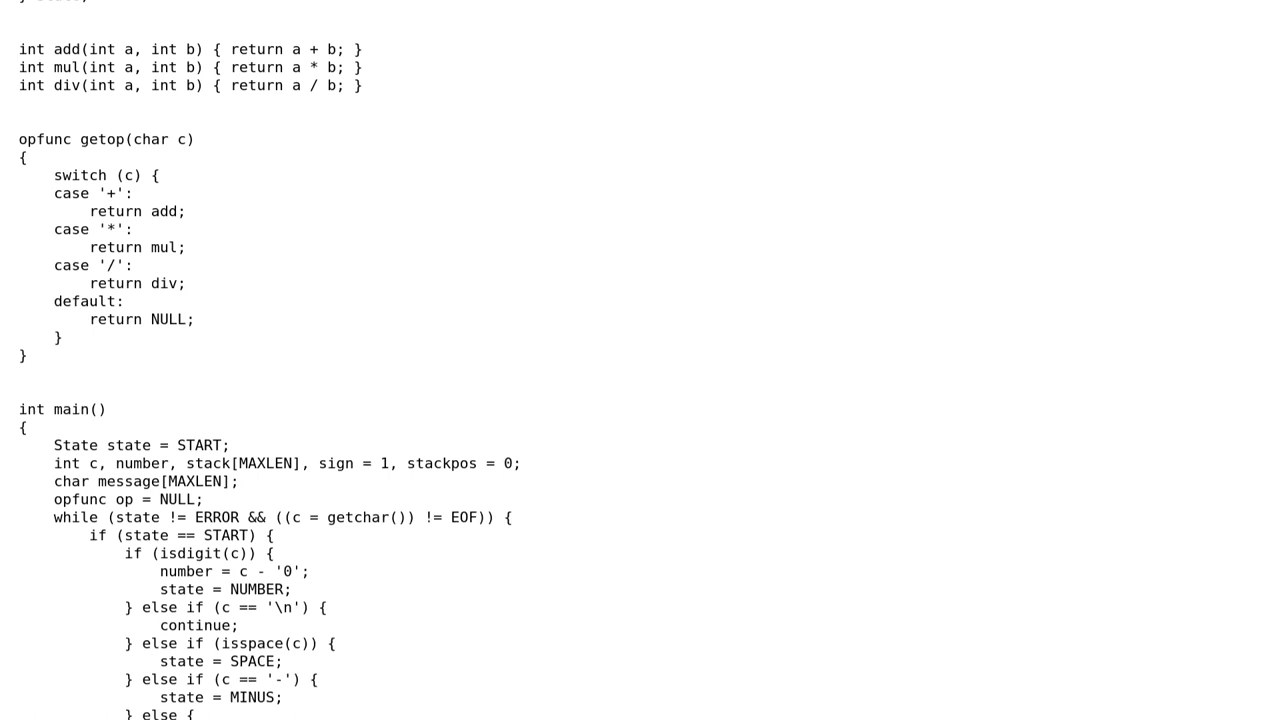 int add(int a, int b) { return a + b; }
int mul(int a, int b) { return a * b; }
int div(int a, int b) { return a / b; }
opfunc getop(char c)
{
    switch (c) {
    case '+':
        return add;
    case '*':
        return mul;
    case '/':
        return div;
    default:
        return NULL;
    }
}
int main()
{
    State state = START;
    int c, number, stack[MAXLEN], sign = 1, stackpos = 0;
    char message[MAXLEN];
    opfunc op = NULL;
    while (state != ERROR && ((c = getchar()) != EOF)) {
        if (state == START) {
            if (isdigit(c)) {
                number = c - '0';
                state = NUMBER;
            } else if (c == '\n') {
                continue;
            } else if (isspace(c)) {
                state = SPACE;
            } else if (c == '-') {
                state = MINUS;
            } else {